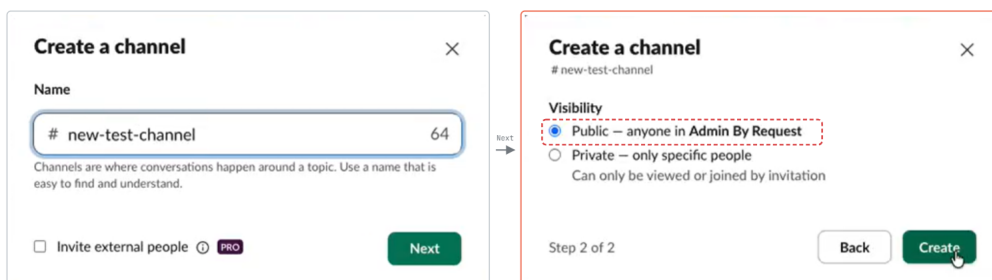 Create a channel
Name
# new-test-channel 64
Channels are where conversations happen around a topic. Use a name that is
easy to find and understand.
Invite external people PRO
Next
Next
Create a channel
# new-test-channel
Visibility
Public — anyone in Admin By Request
Private — only specific people
Can only be viewed or joined by invitation
Step 2 of 2
Back
Create